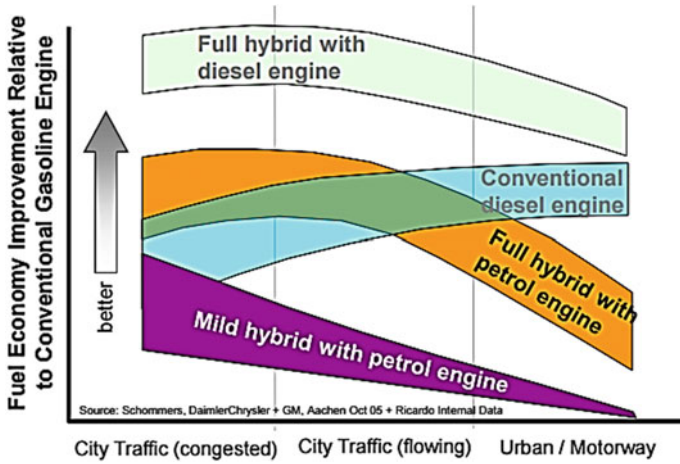 Fuel Economy Improvement Relative
to Conventional Gasoline Engine
better
Full hybrid with
diesel engine
Conventional
diesel engine
Full hybrid with
petrol engine
Mild hybrid with petrol engine
Source: Schommers, DaimlerChrysler + GM, Aachen Oct 05 + Ricardo Internal Data
City Traffic (congested)
City Traffic (flowing)
Urban / Motorway